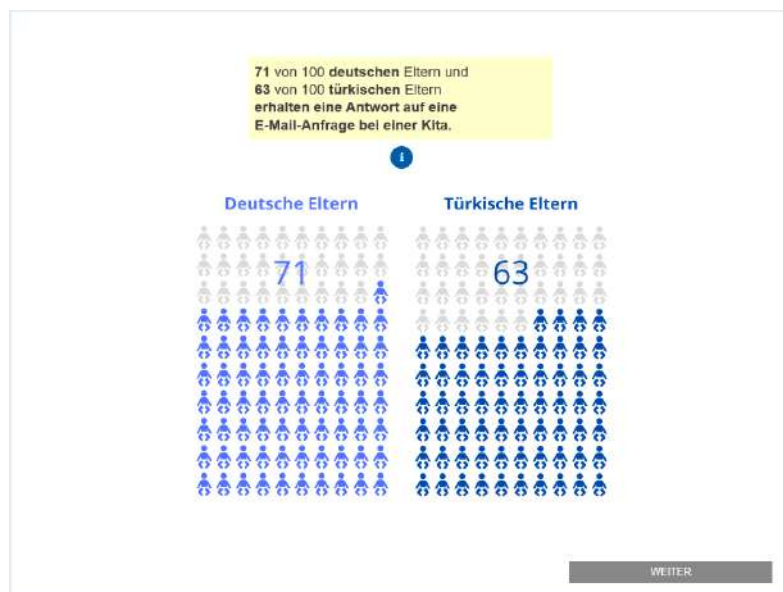 71 von 100 deutschen Eltern und
63 von 100 türkischen Eltern
erhalten eine Antwort auf eine
E-Mail-Anfrage bei einer Kita.
i
Deutsche Eltern
Türkische Eltern
71
63
WEITER